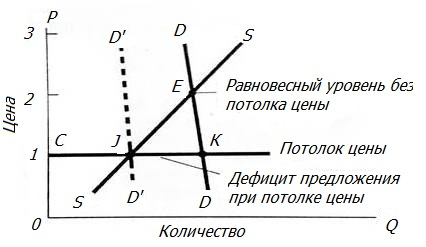 P
3
D'
D
S
E
Равновесный уровень без
потолка цены
2
Цена
C
J
K
Потолок цены
1
Дефицит предложения
при потолке цены
S
D'
D
0
Количество
Q